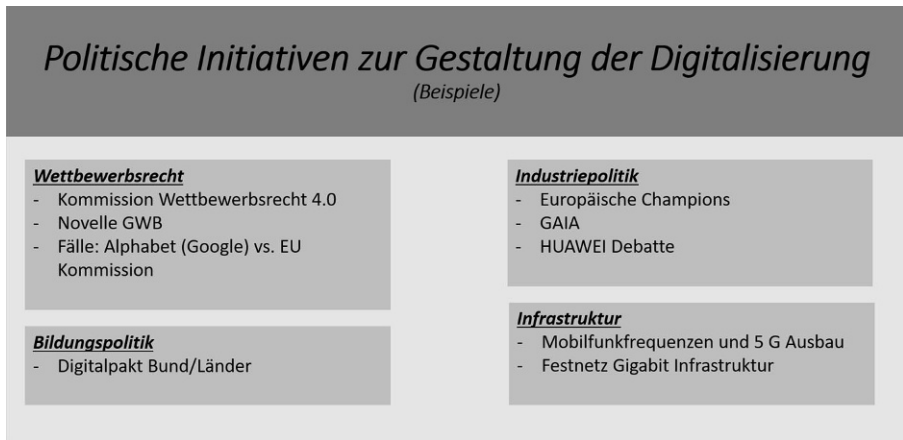 Politische Initiativen zur Gestaltung der Digitalisierung
(Beispiele)
Wettbewerbsrecht
- Kommission Wettbewerbsrecht 4.0
- Novelle GWB
- Fälle: Alphabet (Google) vs. EU
Kommission
Bildungspolitik
- Digitalpakt Bund/Länder
Industriepolitik
- Europäische Champions
- GAIA
- HUAWEI Debatte
Infrastruktur
- Mobilfunkfrequenzen und 5 G Ausbau
- Festnetz Gigabit Infrastruktur